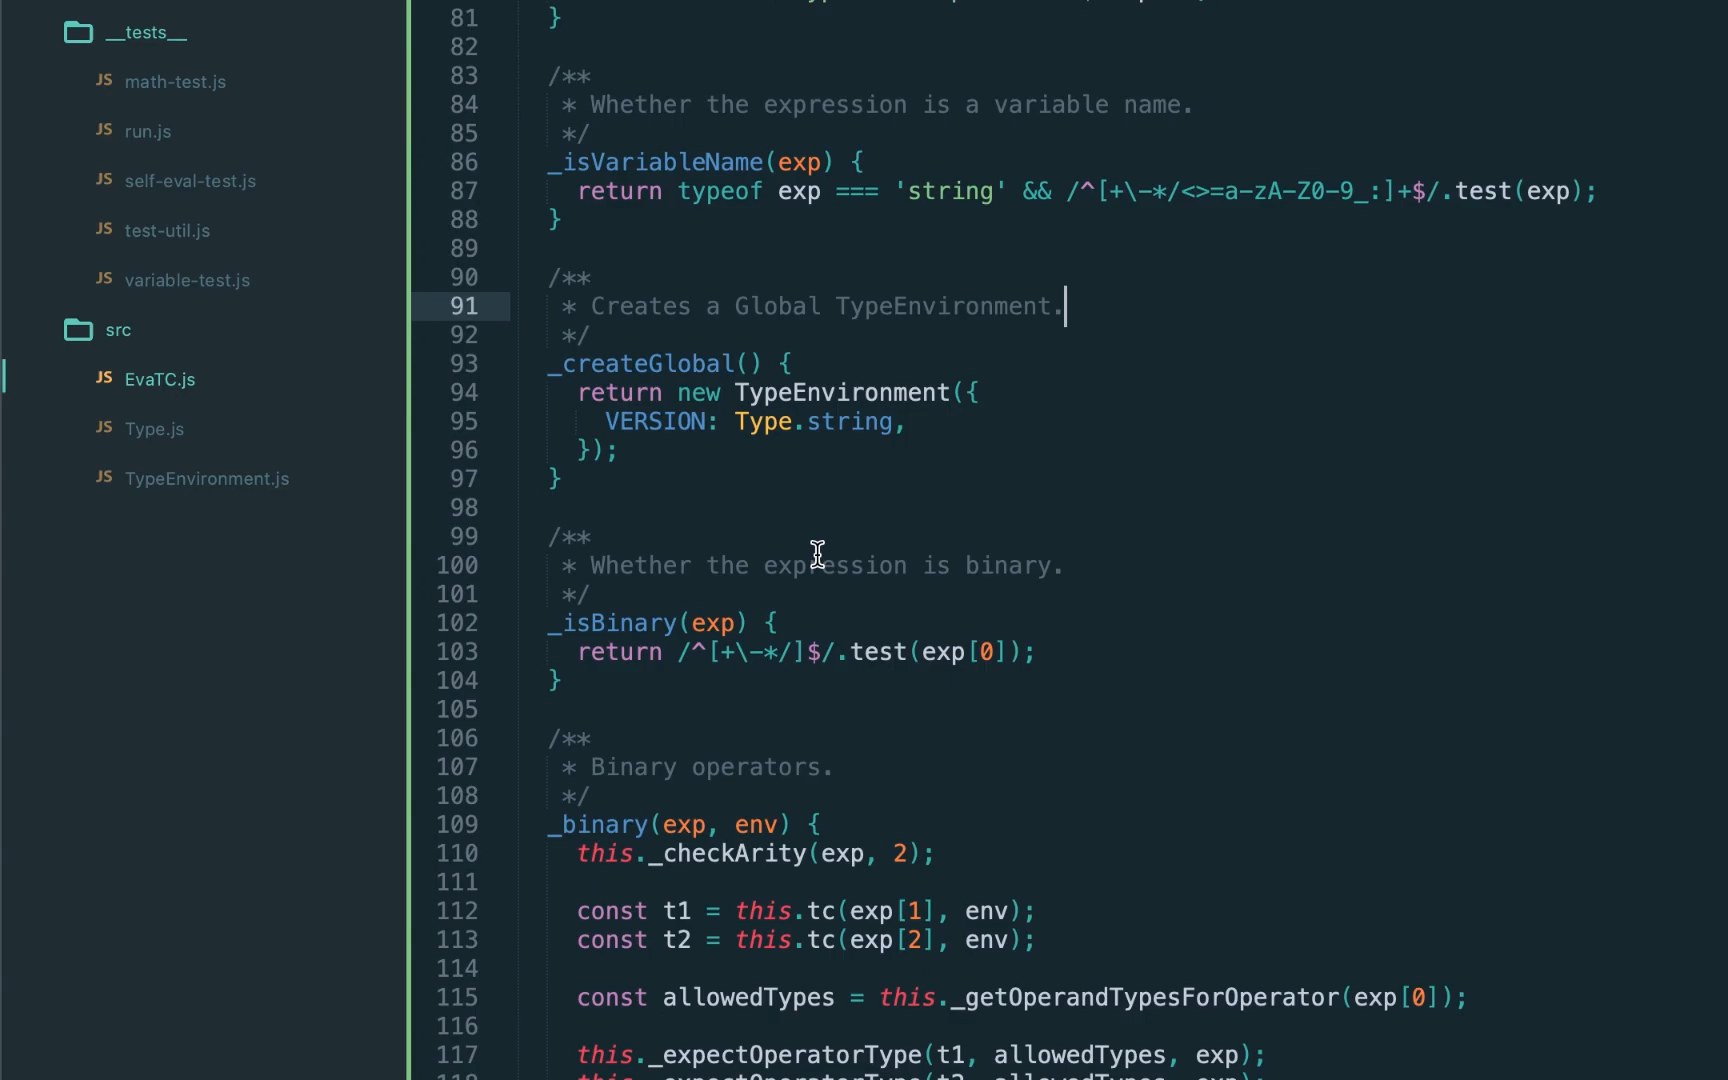 __tests__
JS math-test.js
JS run.js
JS self-eval-test.js
JS test-util.js
JS variable-test.js
src
JS EvaTC.js
JS Type.js
JS TypeEnvironment.js
81 }
82
83 /**
84 * Whether the expression is a variable name.
85 */
86 _isVariableName(exp) {
87 return typeof exp === 'string' && /^[+\-*/<>=a-zA-Z0-9_:]+$/.test(exp);
88 }
89
90 /**
91 * Creates a Global TypeEnvironment.
92 */
93 _createGlobal() {
94 return new TypeEnvironment({
95 VERSION: Type.string,
96 });
97 }
98
99 /**
100 * Whether the expression is binary.
101 */
102 _isBinary(exp) {
103 return /^[+\-*/]$/.test(exp[0]);
104 }
105
106 /**
107 * Binary operators.
108 */
109 _binary(exp, env) {
110 this._checkArity(exp, 2);
111
112 const t1 = this.tc(exp[1], env);
113 const t2 = this.tc(exp[2], env);
114
115 const allowedTypes = this._getOperandTypesForOperator(exp[0]);
116
117 this._expectOperatorType(t1, allowedTypes, exp);